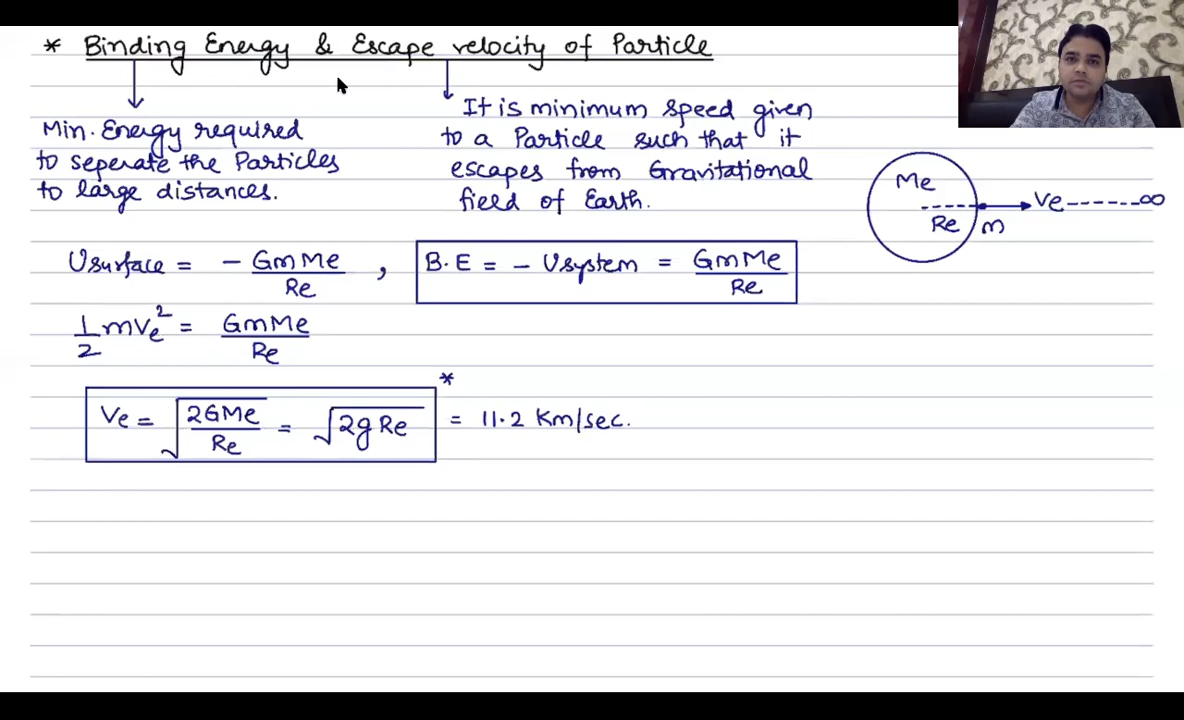 * Binding Energy & Escape velocity of Particle
Min. Energy required
to seperate the Particles
to large distances.
It is minimum speed given
to a Particle such that it
escapes from Gravitational
field of Earth.
Me
Re
m
Ve ------∞
Usurface = - GmMe/Re , B.E = - Usystem = GmMe/Re
1/2 mVe² = GmMe/Re
Ve = √(2GMe/Re) = √(2gRe) * = 11.2 Km/sec.